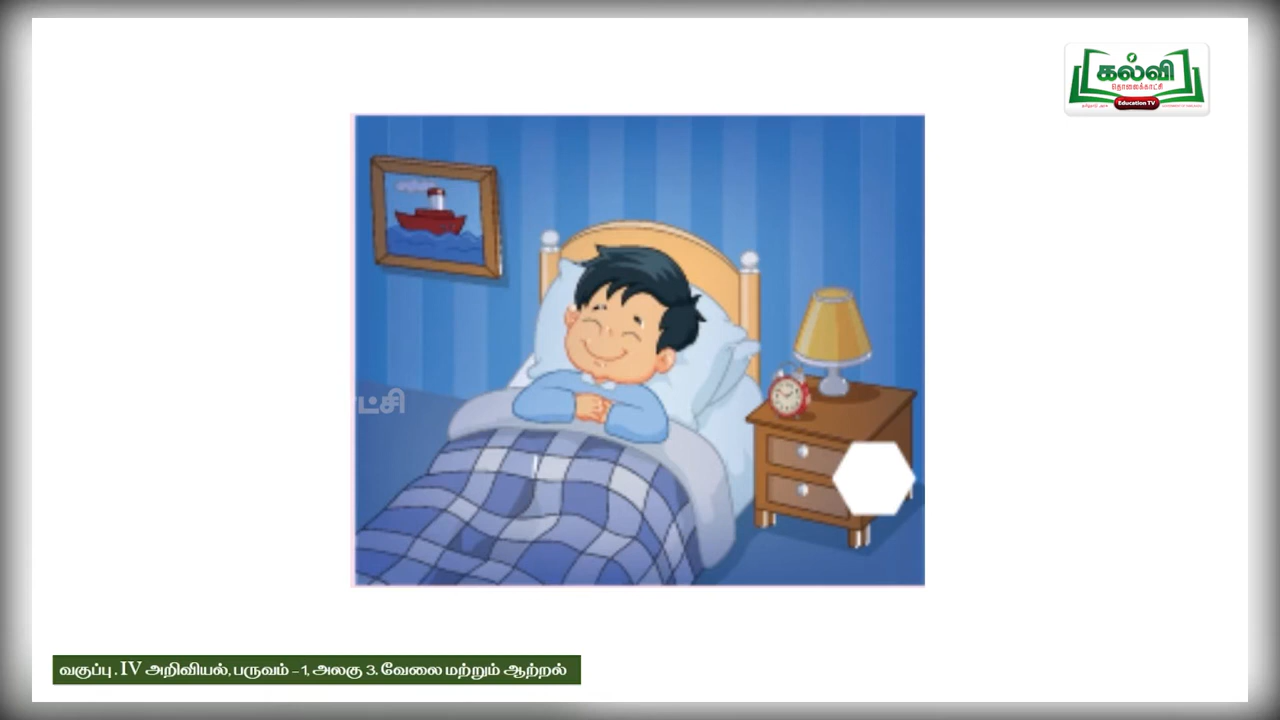 கல்வி
தொலைக்காட்சி
Education TV
ட்சி
வகுப்பு . IV அறிவியல், பருவம் – 1, அலகு 3. வேலை மற்றும் ஆற்றல்